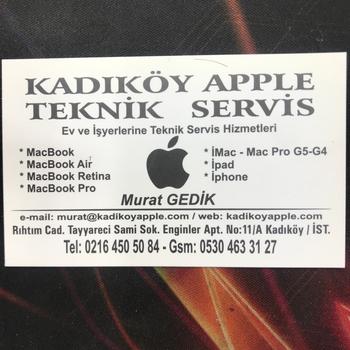 KADIKÖY APPLE
TEKNİK SERVİS
Ev ve İşyerlerine Teknik Servis Hizmetleri
* MacBook
* MacBook Air
* MacBook Retina
* MacBook Pro
* İMac - Mac Pro G5-G4
* İpad
* İphone
Murat GEDİK
e-mail: murat@kadikoyapple.com / web: kadikoyapple.com
Rıhtım Cad. Tayyareci Sami Sok. Enginler Apt. No:11/A Kadıköy / İST.
Tel: 0216 450 50 84 - Gsm: 0530 463 31 27